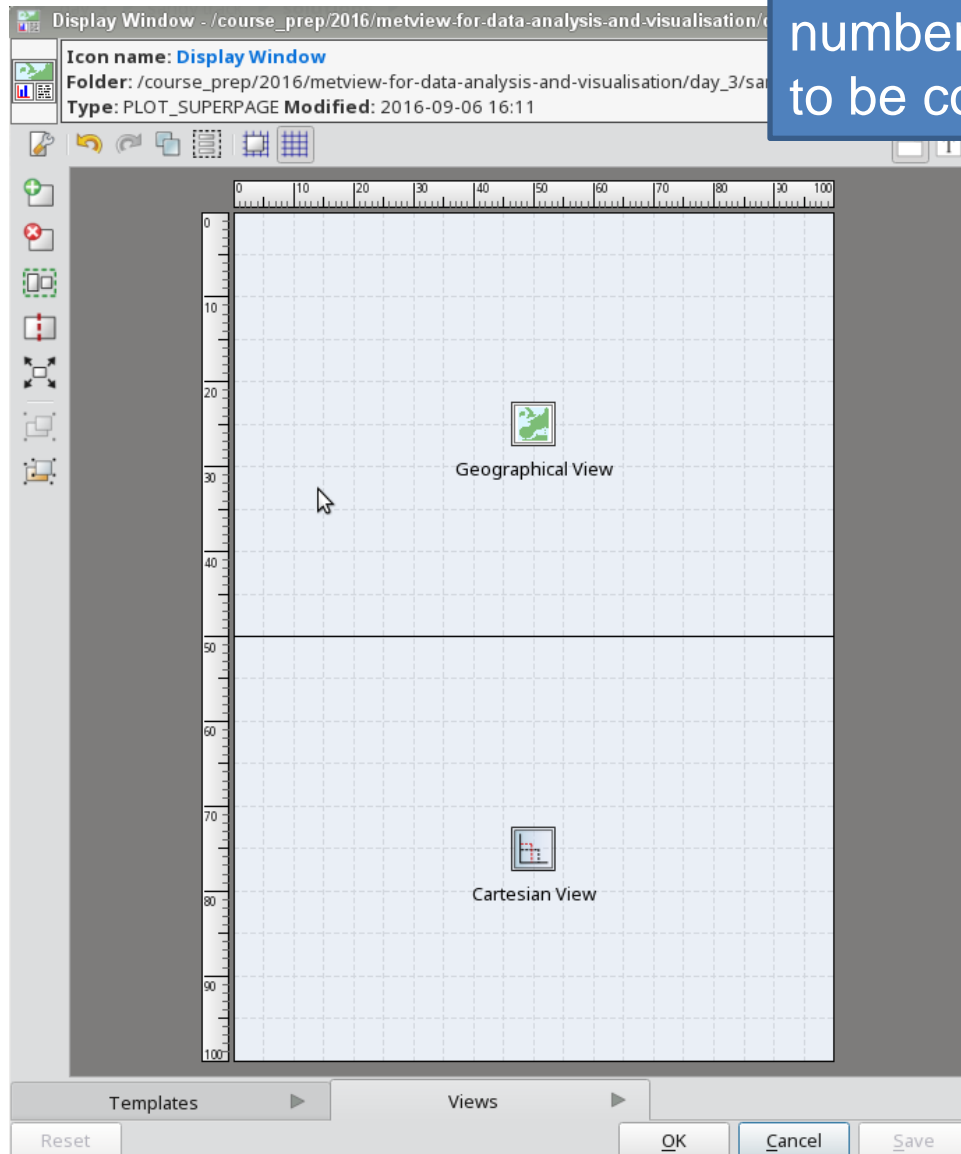 Display Window - /course_prep/2016/metview-for-data-analysis-and-visualisation/
number
to be
Icon name: Display Window
Folder: /course_prep/2016/metview-for-data-analysis-and-visualisation/day_3/
Type: PLOT_SUPERPAGE Modified: 2016-09-06 16:11
0 10 20 30 40 50 60 70 80 90 100
0
10
20
Geographical View
30
40
50
60
70
Cartesian View
80
90
100
Templates Views
Reset OK Cancel Save